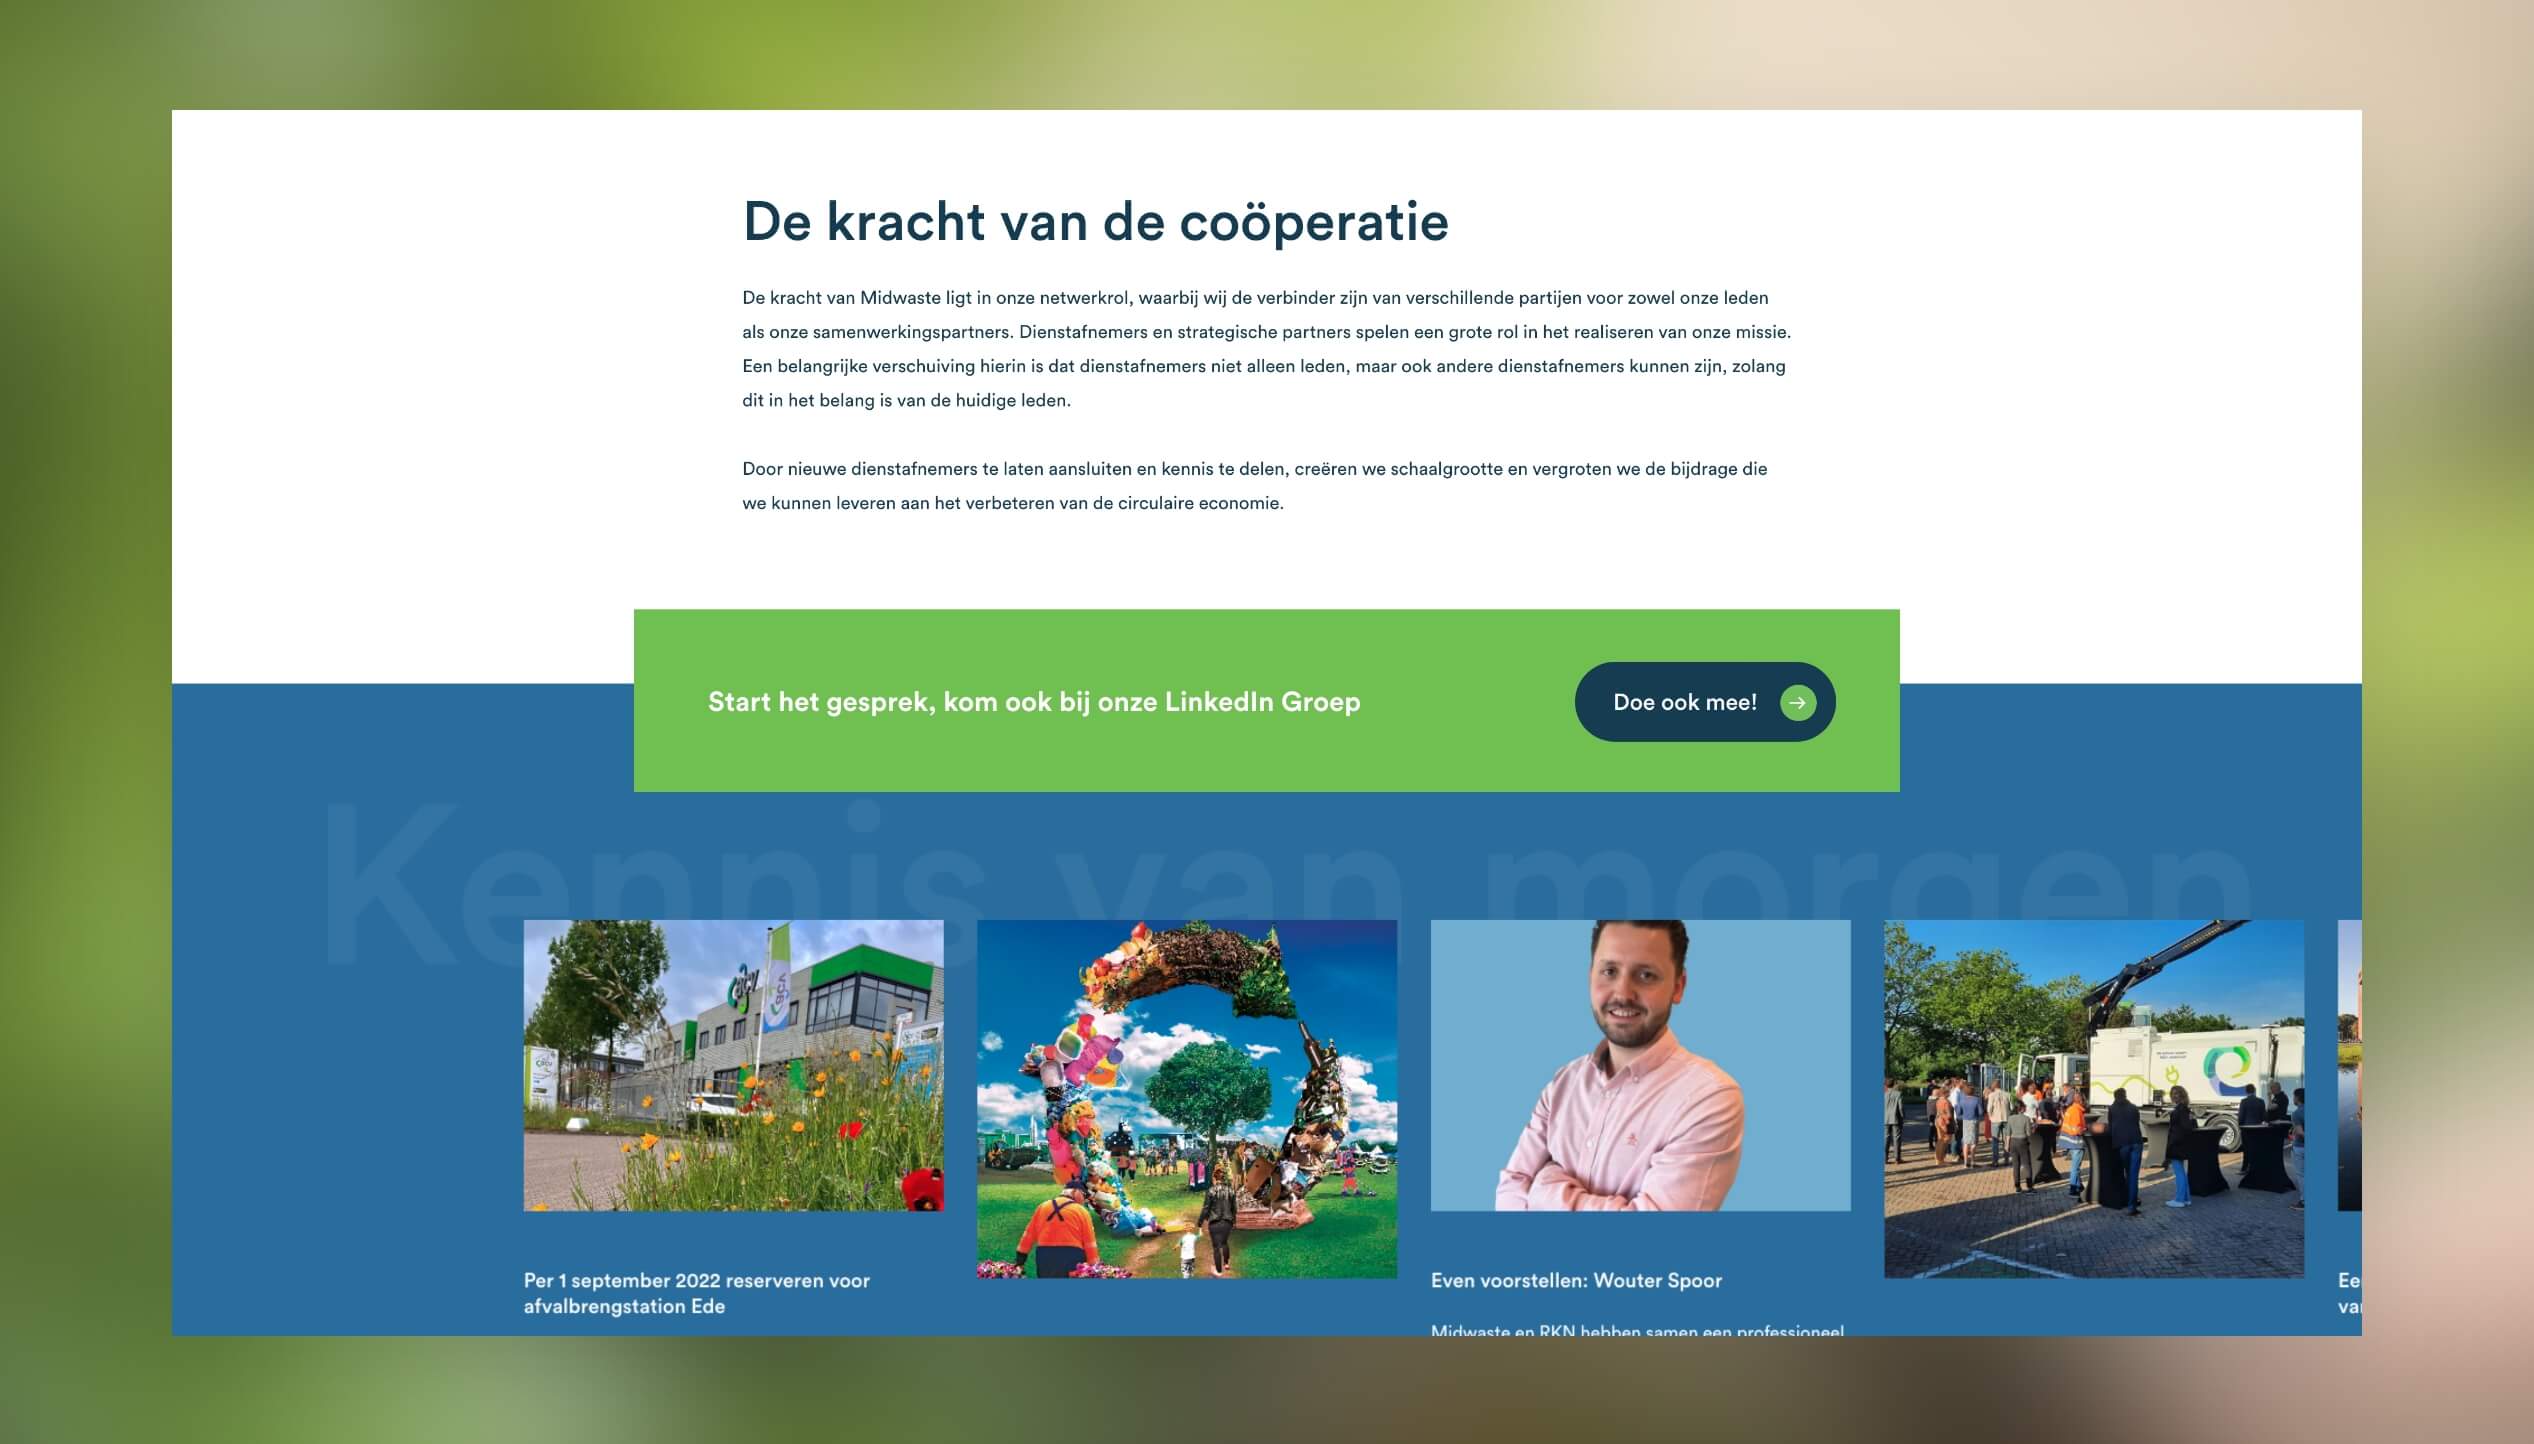 De kracht van de coöperatie
De kracht van Midwaste ligt in onze netwerkrol, waarbij wij de verbinder zijn van verschillende partijen voor zowel onze leden
als onze samenwerkingspartners. Dienstafnemers en strategische partners spelen een grote rol in het realiseren van onze missie.
Een belangrijke verschuiving hierin is dat dienstafnemers niet alleen leden, maar ook andere dienstafnemers kunnen zijn, zolang
dit in het belang is van de huidige leden.
Door nieuwe dienstafnemers te laten aansluiten en kennis te delen, creëren we schaalgrootte en vergroten we de bijdrage die
we kunnen leveren aan het verbeteren van de circulaire economie.
Start het gesprek, kom ook bij onze LinkedIn Groep
Doe ook mee!
Kennis van morgen
acv
acv
acv
Per 1 september 2022 reserveren voor
afvalbrengstation Ede
Even voorstellen: Wouter Spoor
Midwaste en RKN hebben samen een professioneel